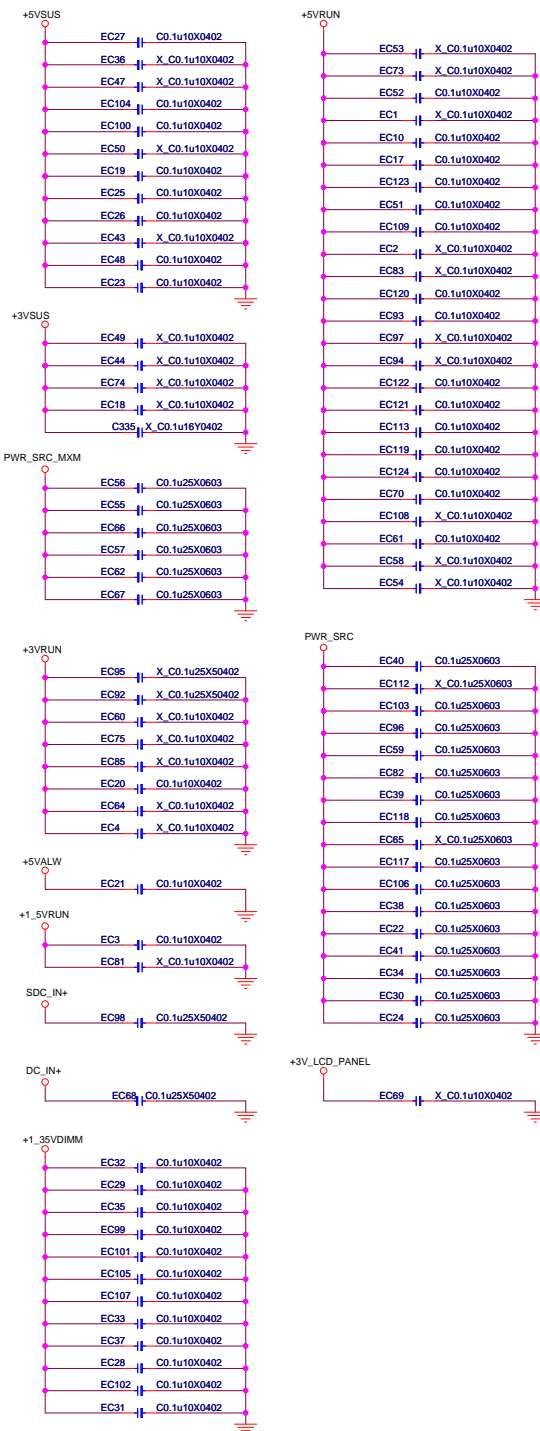 +5VSUS
EC27 C0.1u10X0402
EC36 X_C0.1u10X0402
EC47 X_C0.1u10X0402
EC104 C0.1u10X0402
EC100 C0.1u10X0402
EC50 X_C0.1u10X0402
EC19 C0.1u10X0402
EC25 C0.1u10X0402
EC26 C0.1u10X0402
EC43 X_C0.1u10X0402
EC48 C0.1u10X0402
EC23 C0.1u10X0402
+3VSUS
EC49 X_C0.1u10X0402
EC44 X_C0.1u10X0402
EC74 X_C0.1u10X0402
EC18 X_C0.1u10X0402
C335 X_C0.1u16Y0402
PWR_SRC_MXM
EC56 C0.1u25X0603
EC55 C0.1u25X0603
EC66 C0.1u25X0603
EC57 C0.1u25X0603
EC62 C0.1u25X0603
EC67 C0.1u25X0603
+3VRUN
EC95 X_C0.1u25X50402
EC92 X_C0.1u25X50402
EC60 X_C0.1u10X0402
EC75 X_C0.1u10X0402
EC85 X_C0.1u10X0402
EC20 C0.1u10X0402
EC64 X_C0.1u10X0402
EC4 X_C0.1u10X0402
+5VALW
EC21 C0.1u10X0402
+1_5VRUN
EC3 C0.1u10X0402
EC81 X_C0.1u10X0402
SDC_IN+
EC98 C0.1u25X50402
DC_IN+
EC68 C0.1u25X50402
+1_35VDIMM
EC32 C0.1u10X0402
EC29 C0.1u10X0402
EC35 C0.1u10X0402
EC99 C0.1u10X0402
EC101 C0.1u10X0402
EC105 C0.1u10X0402
EC107 C0.1u10X0402
EC33 C0.1u10X0402
EC37 C0.1u10X0402
EC28 C0.1u10X0402
EC102 C0.1u10X0402
EC31 C0.1u10X0402
+5VRUN
EC53 X_C0.1u10X0402
EC73 X_C0.1u10X0402
EC52 C0.1u10X0402
EC1 X_C0.1u10X0402
EC10 C0.1u10X0402
EC17 C0.1u10X0402
EC123 C0.1u10X0402
EC51 C0.1u10X0402
EC109 C0.1u10X0402
EC2 X_C0.1u10X0402
EC83 X_C0.1u10X0402
EC120 C0.1u10X0402
EC93 C0.1u10X0402
EC97 X_C0.1u10X0402
EC94 X_C0.1u10X0402
EC122 C0.1u10X0402
EC121 C0.1u10X0402
EC113 C0.1u10X0402
EC119 C0.1u10X0402
EC124 C0.1u10X0402
EC70 C0.1u10X0402
EC108 X_C0.1u10X0402
EC61 C0.1u10X0402
EC58 X_C0.1u10X0402
EC54 X_C0.1u10X0402
PWR_SRC
EC40 C0.1u25X0603
EC112 X_C0.1u25X0603
EC103 C0.1u25X0603
EC96 C0.1u25X0603
EC59 C0.1u25X0603
EC82 C0.1u25X0603
EC39 C0.1u25X0603
EC118 C0.1u25X0603
EC65 X_C0.1u25X0603
EC117 C0.1u25X0603
EC106 C0.1u25X0603
EC38 C0.1u25X0603
EC22 C0.1u25X0603
EC41 C0.1u25X0603
EC34 C0.1u25X0603
EC30 C0.1u25X0603
EC24 C0.1u25X0603
+3V_LCD_PANEL
EC69 X_C0.1u10X0402